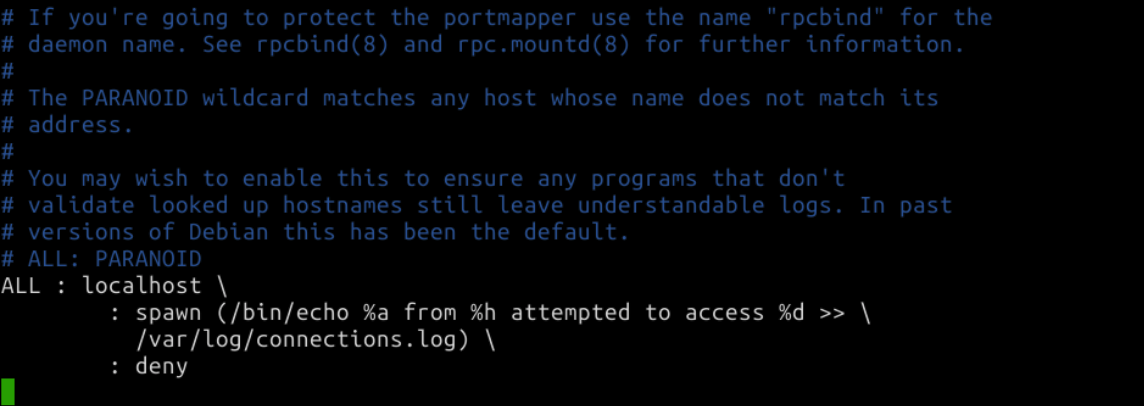 # If you're going to protect the portmapper use the name "rpcbind" for the
# daemon name. See rpcbind(8) and rpc.mountd(8) for further information.
#
# The PARANOID wildcard matches any host whose name does not match its
# address.
#
# You may wish to enable this to ensure any programs that don't
# validate looked up hostnames still leave understandable logs. In past
# versions of Debian this has been the default.
# ALL: PARANOID
ALL : localhost \
        : spawn (/bin/echo %a from %h attempted to access %d >> \
          /var/log/connections.log) \
        : deny